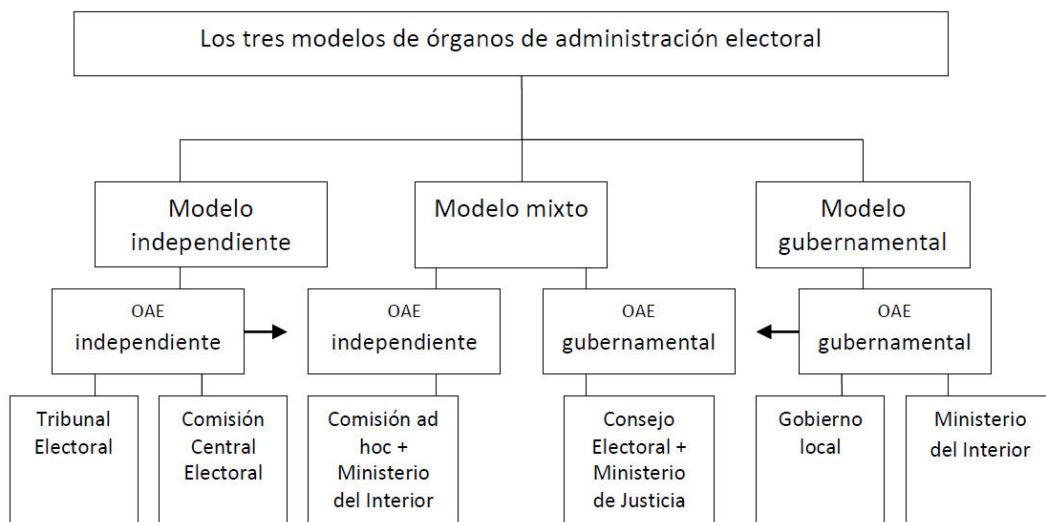 Los tres modelos de órganos de administración electoral
Modelo
independiente
Modelo mixto
Modelo
gubernamental
OAE
independiente
OAE
independiente
OAE
gubernamental
OAE
gubernamental
Tribunal
Electoral
Comisión
Central
Electoral
Comisión ad
hoc +
Ministerio
del Interior
Consejo
Electoral +
Ministerio
de Justicia
Gobierno
local
Ministerio
del Interior